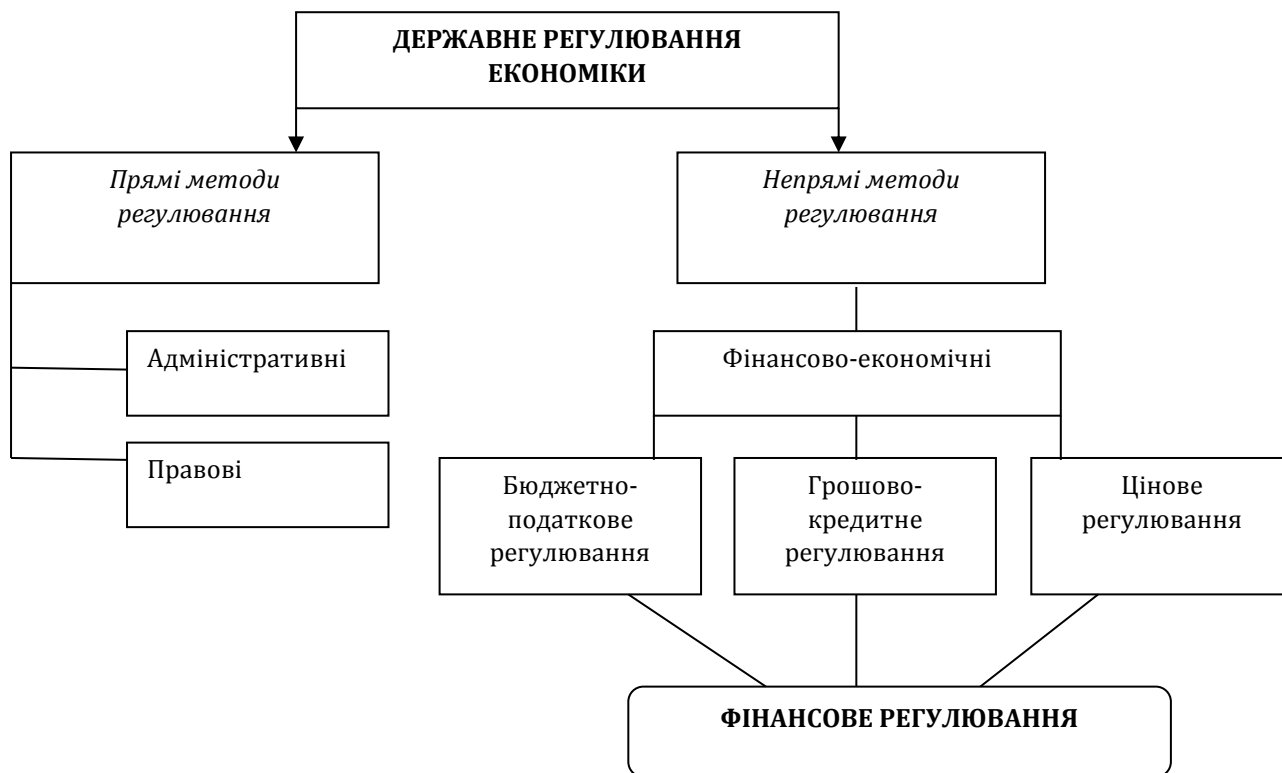 ДЕРЖАВНЕ РЕГУЛЮВАННЯ
ЕКОНОМІКИ
Прямі методи
регулювання
Непрямі методи
регулювання
Адміністративні
Фінансово-економічні
Правові
Бюджетно-
податкове
регулювання
Грошово-
кредитне
регулювання
Цінове
регулювання
ФІНАНСОВЕ РЕГУЛЮВАННЯ